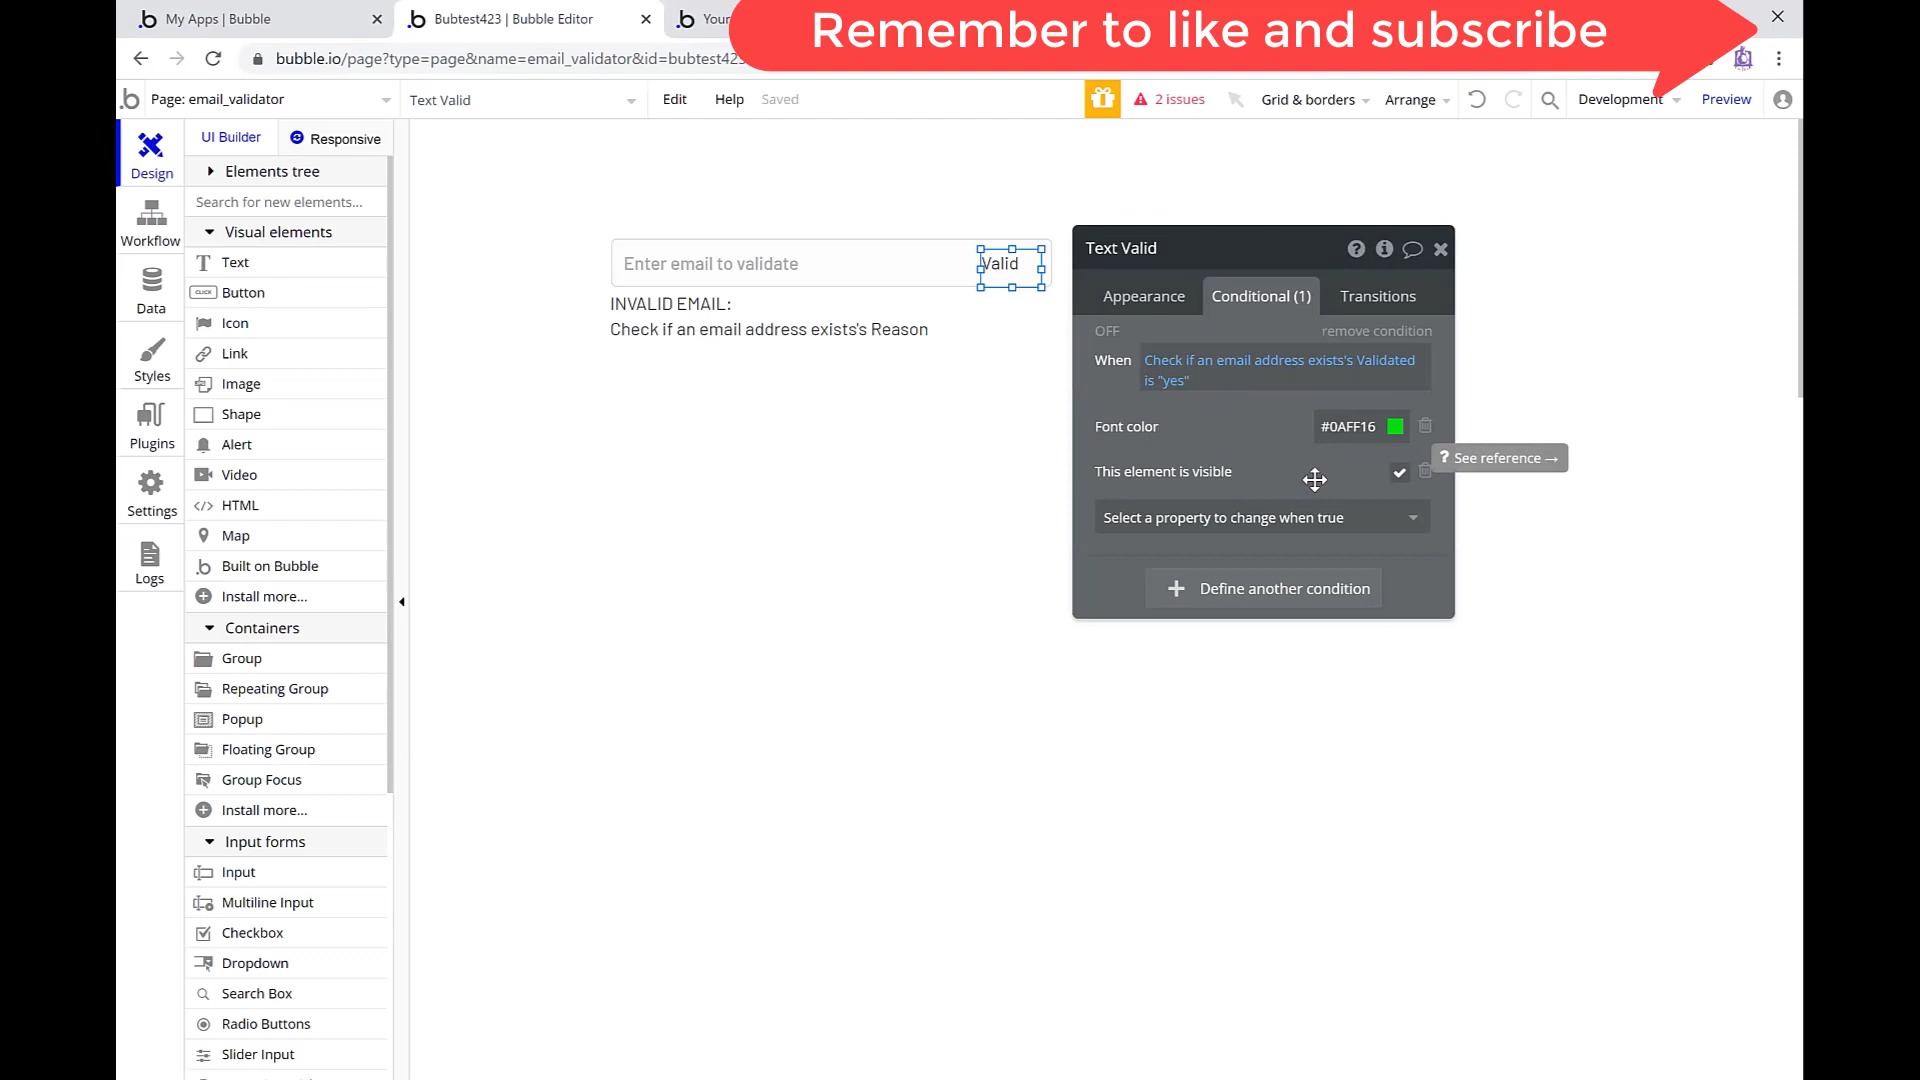 Remember to like and subscribe
My Apps | Bubble
Bubtest423 | Bubble Editor
Your
bubble.io/page?type=page&name=email_validator&id=bubtest423
Page: email_validator
Text Valid
Edit
Help
Saved
2 issues
Grid & borders
Arrange
Development
Preview
Design
Workflow
Data
Styles
Plugins
Settings
Logs
UI Builder
Responsive
Elements tree
Search for new elements...
Visual elements
Text
CLICK
Button
Icon
Link
Image
Shape
Alert
Video
HTML
Map
Built on Bubble
Install more...
Containers
Group
Repeating Group
Popup
Floating Group
Group Focus
Install more...
Input forms
Input
Multiline Input
Checkbox
Dropdown
Search Box
Radio Buttons
Slider Input
Enter email to validate
Valid
INVALID EMAIL:
Check if an email address exists's Reason
Text Valid
Appearance
Conditional (1)
Transitions
OFF
remove condition
When
Check if an email address exists's Validated
is "yes"
Font color
#0AFF16
This element is visible
? See reference →
Select a property to change when true
Define another condition